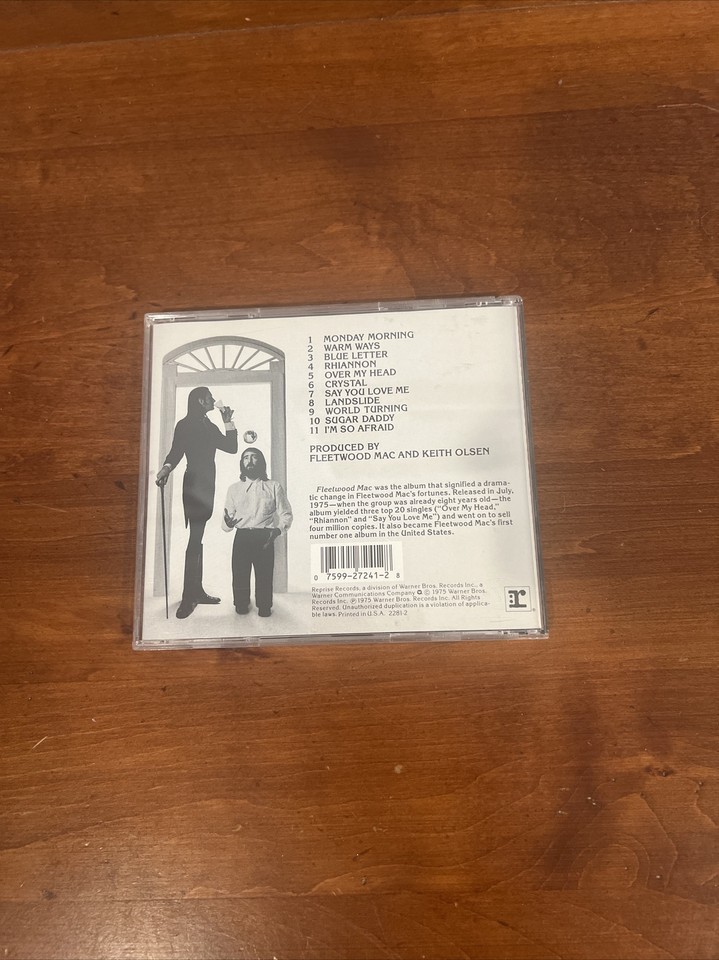 1 MONDAY MORNING
2 WARM WAYS
3 BLUE LETTER
4 RHIANNON
5 OVER MY HEAD
6 CRYSTAL
7 SAY YOU LOVE ME
8 LANDSLIDE
9 WORLD TURNING
10 SUGAR DADDY
11 I'M SO AFRAID
PRODUCED BY
FLEETWOOD MAC AND KEITH OLSEN
Fleetwood Mac was the album that signified a drama-
tic change in Fleetwood Mac's fortunes. Released in July,
1975—when the group was already eight years old—the
album yielded three top 20 singles ("Over My Head,"
"Rhiannon" and "Say You Love Me") and went on to sell
four million copies. It also became Fleetwood Mac's first
number one album in the United States.
0 7599-27241-2 8
Reprise Records, a division of Warner Bros. Records Inc., a
Warner Communications Company © 1975 Warner Bros.
Records Inc. ℗ 1975 Warner Bros. Records Inc. All Rights
Reserved. Unauthorized duplication is a violation of applica-
ble laws. Printed in U.S.A. 2281-2
r